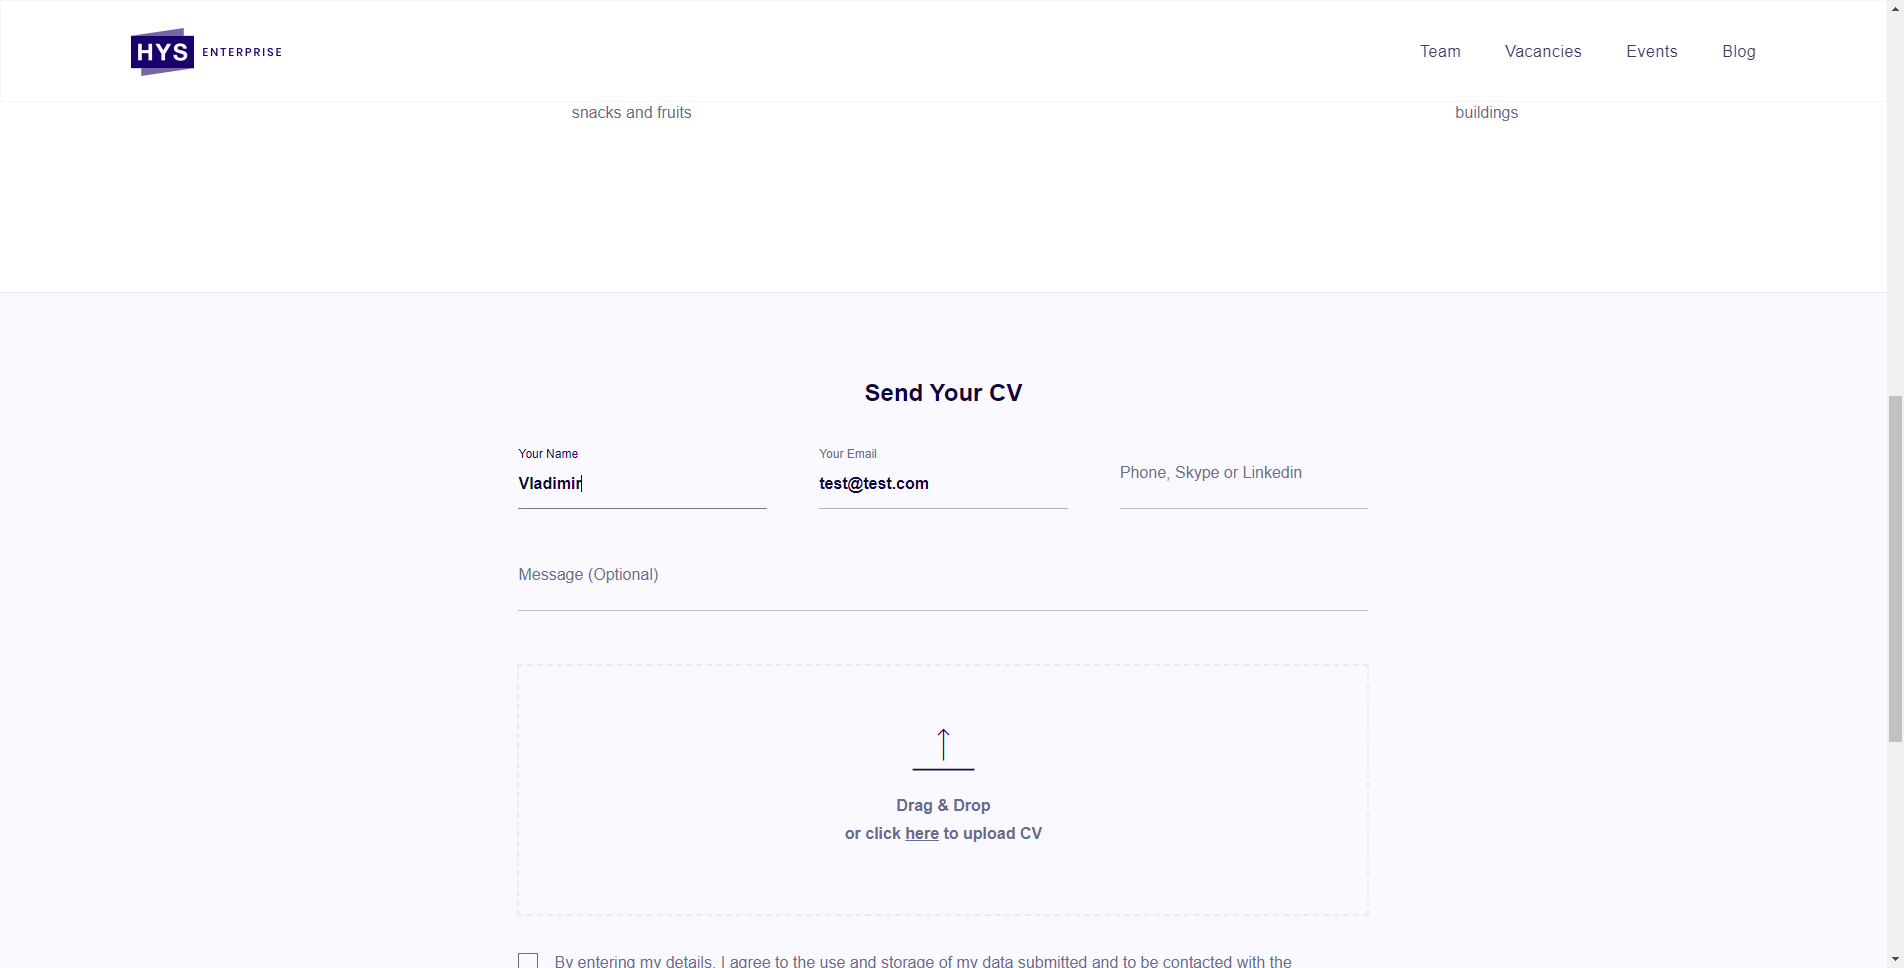 HYS ENTERPRISE
Team Vacancies Events Blog
snacks and fruits
buildings
Send Your CV
Your Name
Vladimir
Your Email
test@test.com
Phone, Skype or Linkedin
Message (Optional)
Drag & Drop
or click here to upload CV
By entering my details, I agree to the use and storage of my data submitted and to be contacted with the